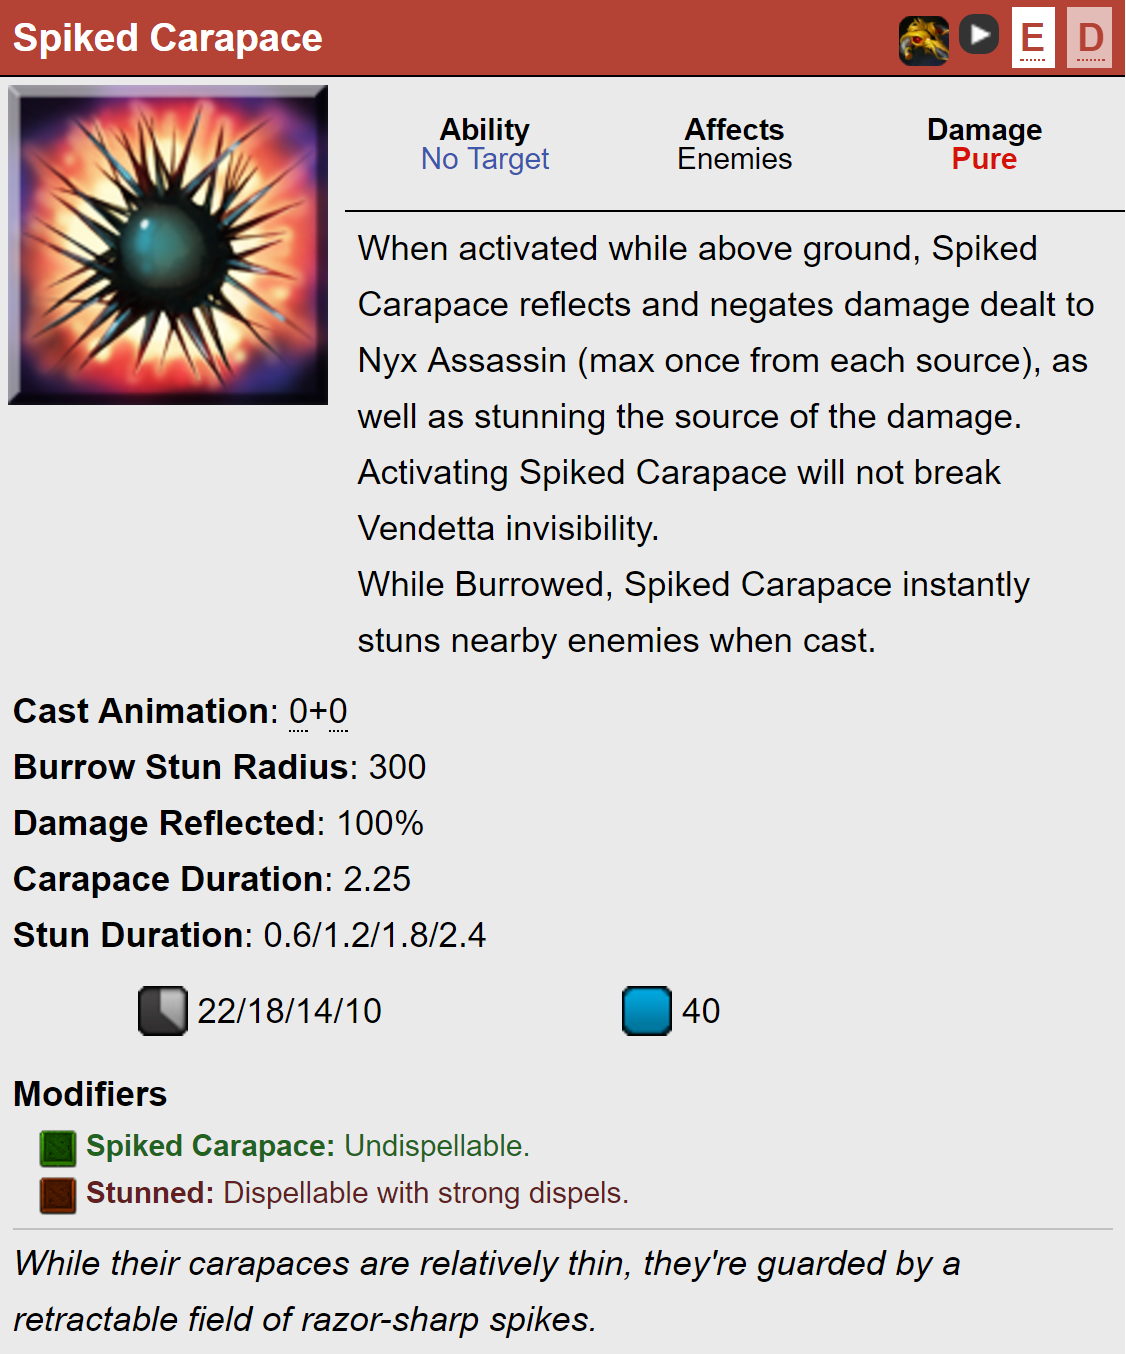 Spiked Carapace
E D
Ability
No Target
Affects
Enemies
Damage
Pure
When activated while above ground, Spiked
Carapace reflects and negates damage dealt to
Nyx Assassin (max once from each source), as
well as stunning the source of the damage.
Activating Spiked Carapace will not break
Vendetta invisibility.
While Burrowed, Spiked Carapace instantly
stuns nearby enemies when cast.
Cast Animation: 0+0
Burrow Stun Radius: 300
Damage Reflected: 100%
Carapace Duration: 2.25
Stun Duration: 0.6/1.2/1.8/2.4
22/18/14/10
40
Modifiers
Spiked Carapace: Undispellable.
Stunned: Dispellable with strong dispels.
While their carapaces are relatively thin, they're guarded by a
retractable field of razor-sharp spikes.